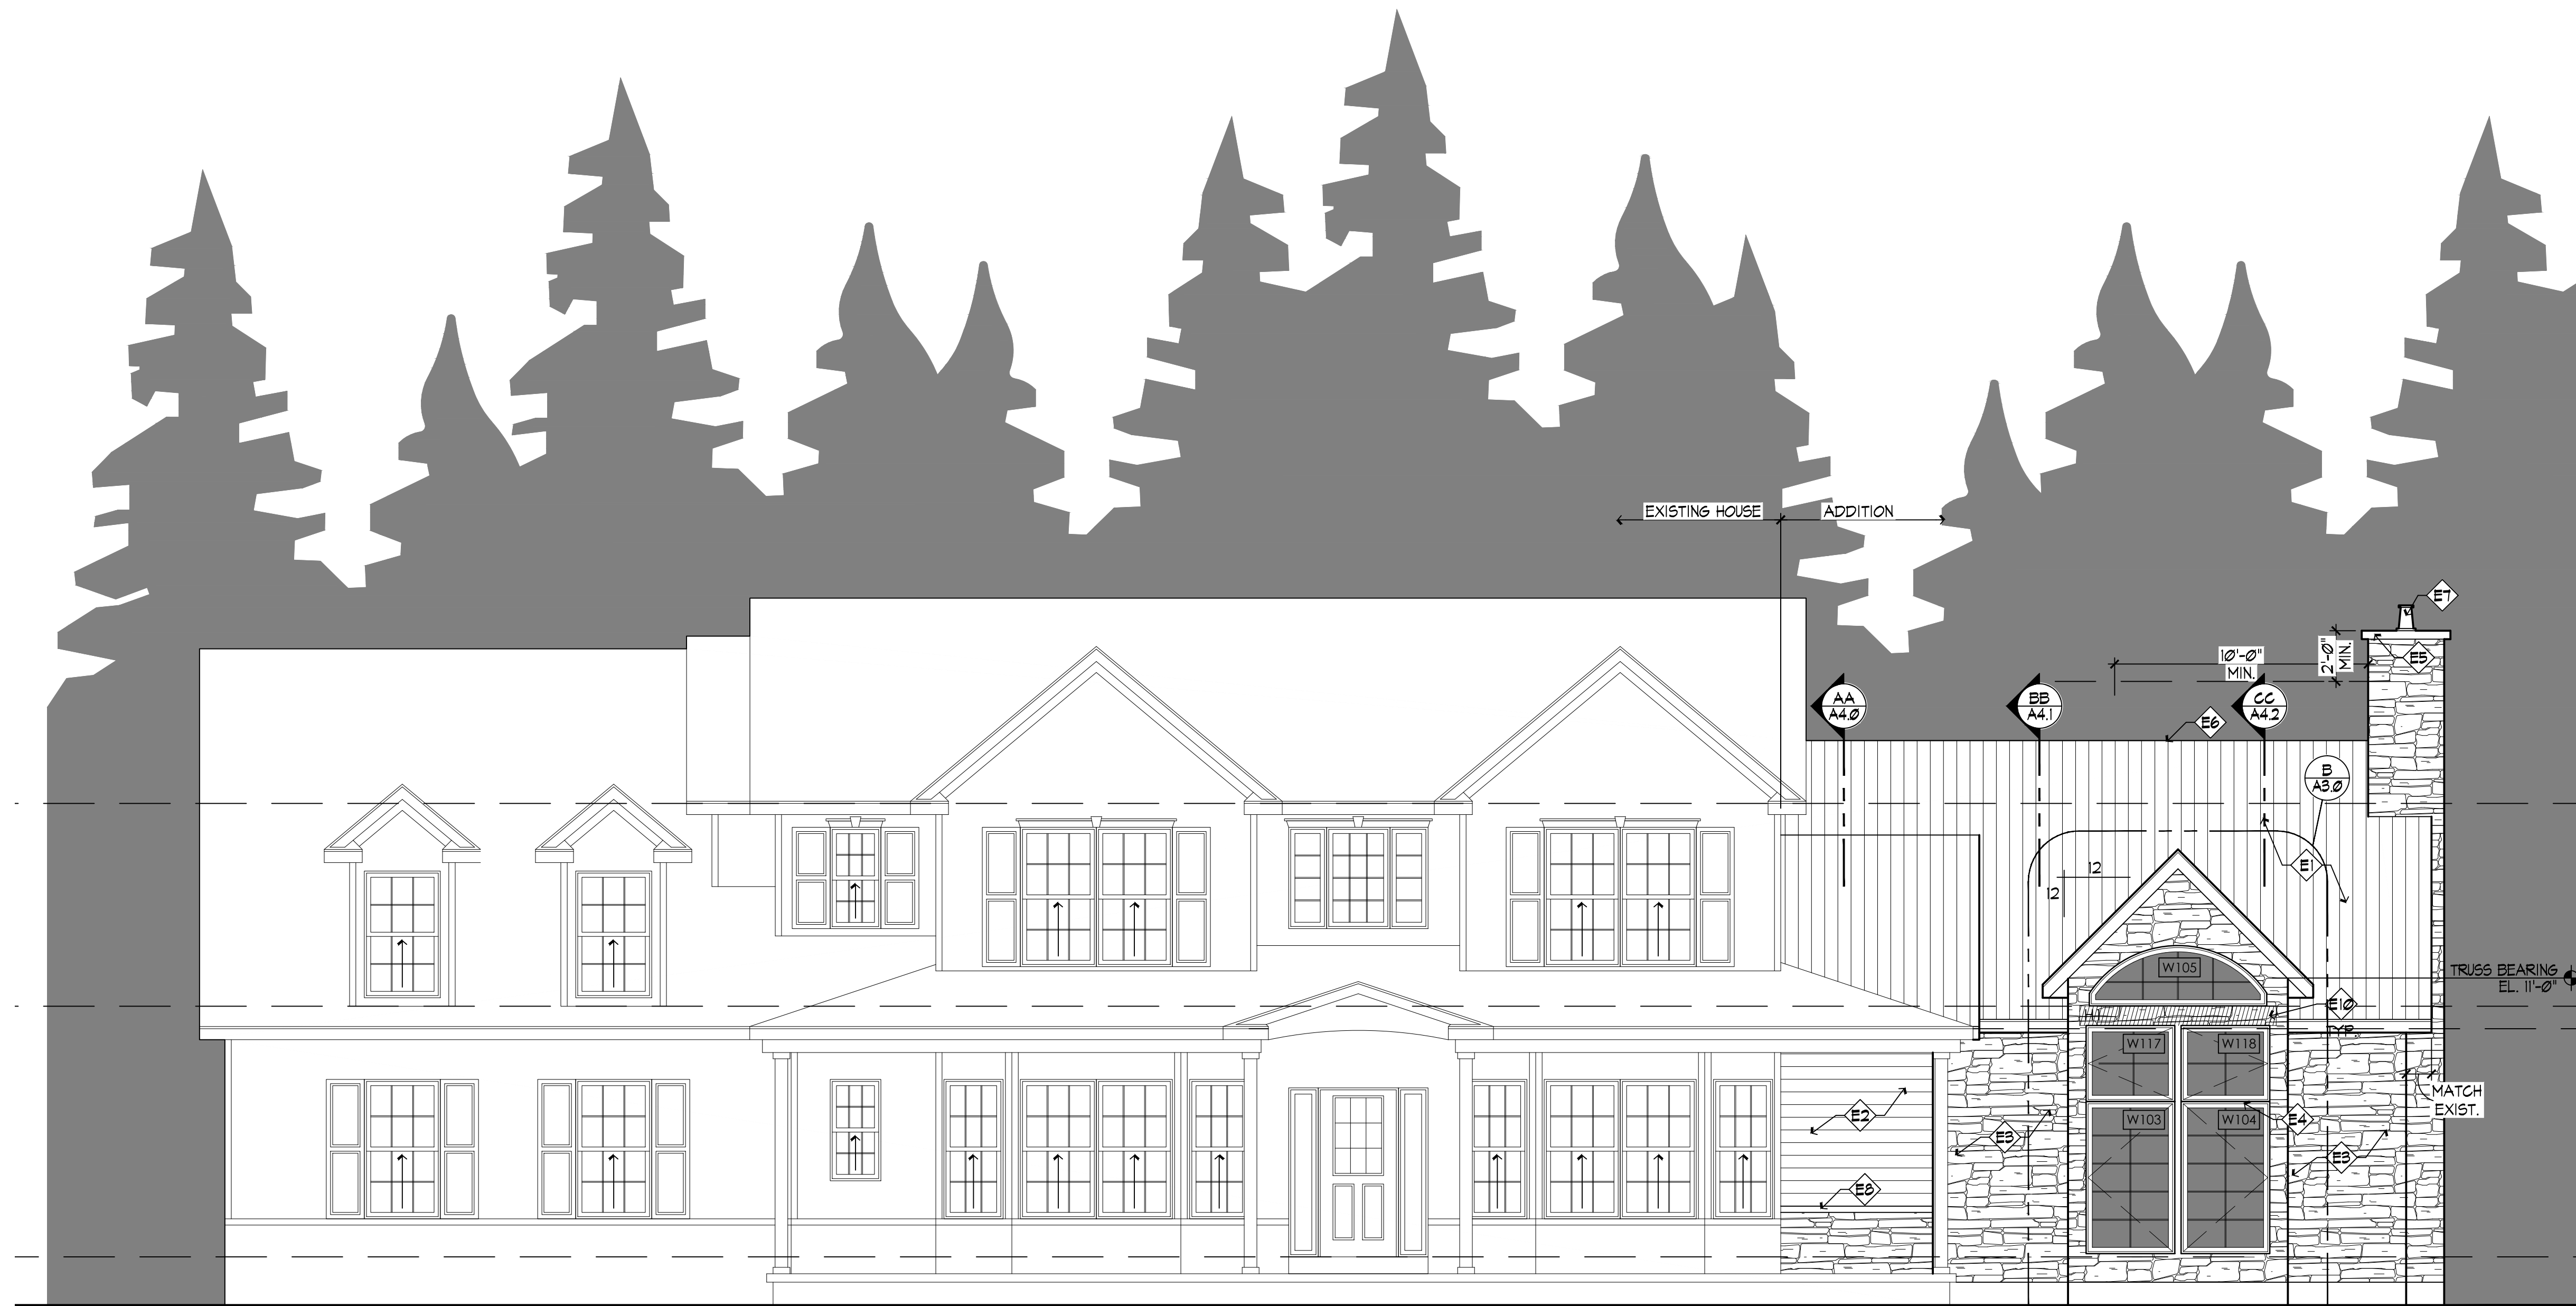 EXISTING HOUSE
ADDITION
E7
10'-0"
MIN.
2'-0"
MIN.
E5
AA
A4.0
BB
A4.1
CC
A4.2
E6
B
A3.0
E1
12
12
W105
TRUSS BEARING
EL. 11'-0"
E10
TYP.
W117
W118
MATCH
EXIST.
W103
W104
E4
E2
E3
E3
E8